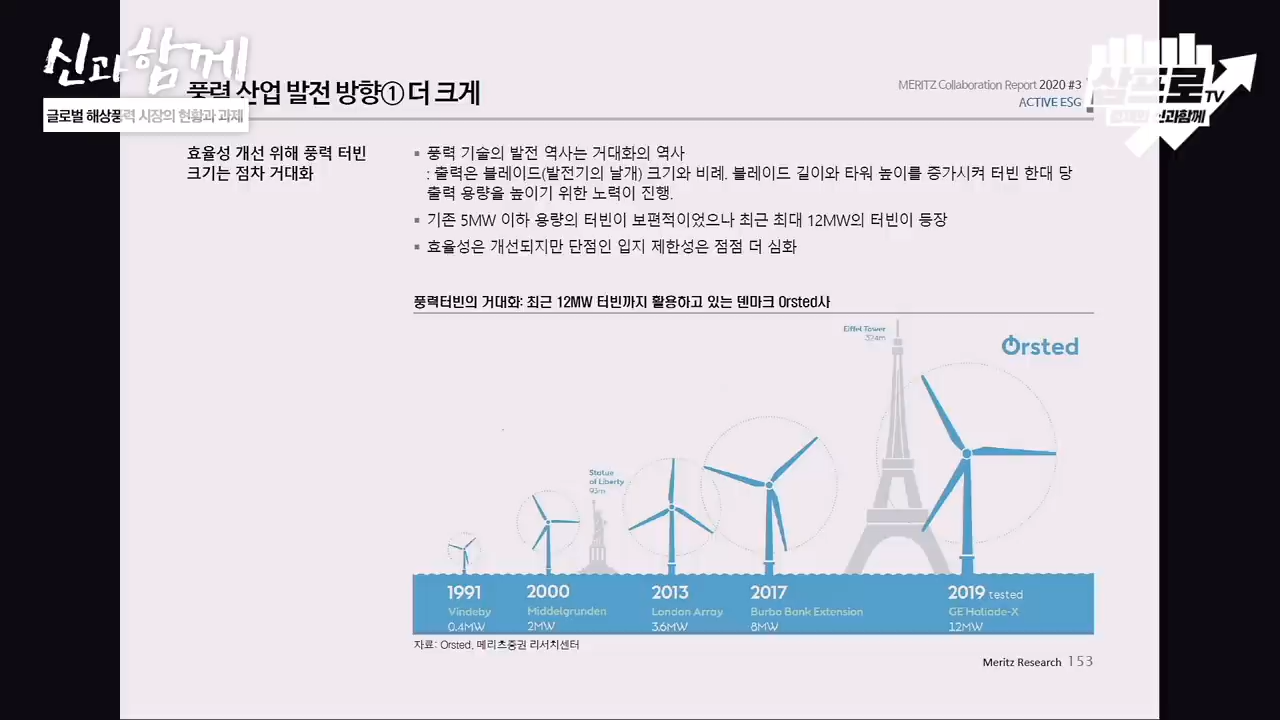 신과함께
글로벌 해상풍력 시장의 현황과 과제
풍력 산업 발전 방향① 더 크게
MERITZ Collaboration Report 2020 #3
ACTIVE ESG
삼프로TV
신과함께
효율성 개선 위해 풍력 터빈
크기는 점차 거대화
▪ 풍력 기술의 발전 역사는 거대화의 역사
: 출력은 블레이드(발전기의 날개) 크기와 비례. 블레이드 길이와 타워 높이를 증가시켜 터빈 한대 당
출력 용량을 높이기 위한 노력이 진행.
▪ 기존 5MW 이하 용량의 터빈이 보편적이었으나 최근 최대 12MW의 터빈이 등장
▪ 효율성은 개선되지만 단점인 입지 제한성은 점점 더 심화
풍력터빈의 거대화: 최근 12MW 터빈까지 활용하고 있는 덴마크 Orsted사
Eiffel Tower
324m
Ørsted
Statue
of Liberty
93m
1991 2000 2013 2017 2019 tested
Vindeby Middelgrunden London Array Burbo Bank Extension GE Haliade-X
0.4MW 2MW 3.6MW 8MW 12MW
자료: Orsted, 메리츠증권 리서치센터
Meritz Research 153